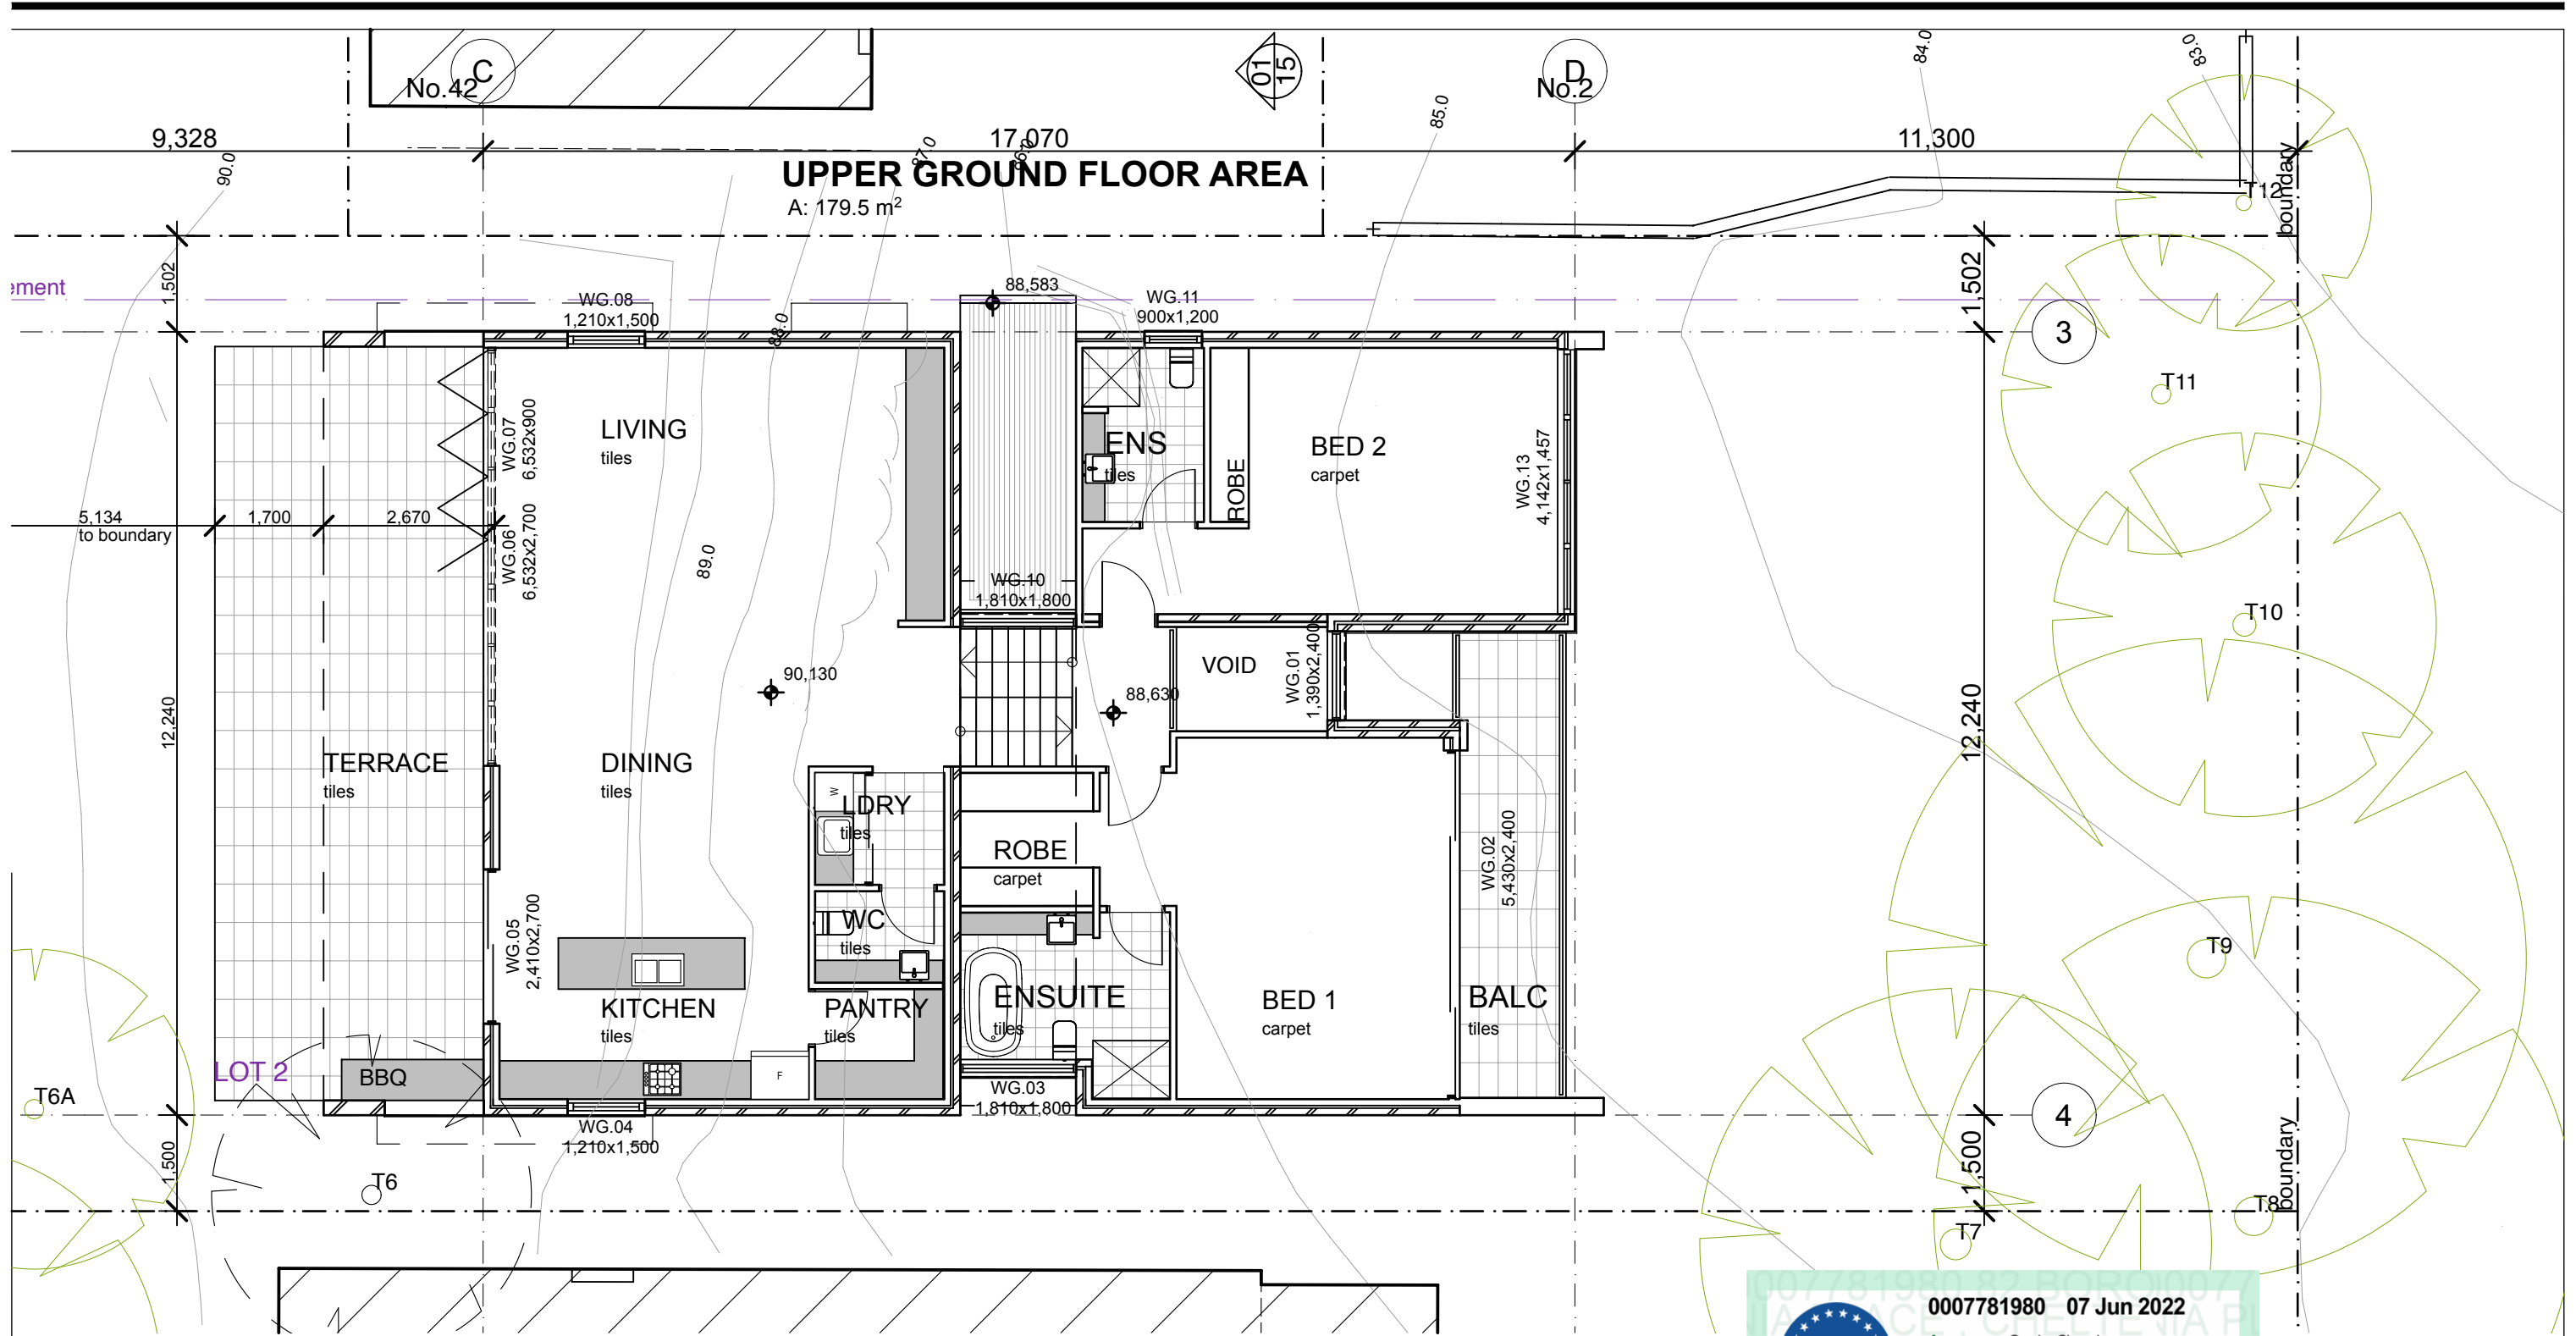 C
No.42
01
15
D
No.2
84.0
83.0
9,328
17,070
11,300
90.0
87.0
86.0
85.0
UPPER GROUND FLOOR AREA
A: 179.5 m²
boundary
T12
1,502
ement
88,583
WG.08
1,210x1,500
WG.11
900x1,200
1,502
88.0
3
T11
LIVING
tiles
WG.07
6,532x900
ENS
tiles
ROBE
BED 2
carpet
WG.13
4,142x1,457
5,134
to boundary
1,700
2,670
WG.06
6,532x2,700
89.0
WG.10
1,810x1,800
T10
90,130
88,630
VOID
WG.01
1,390x2,400
12,240
12,240
TERRACE
tiles
DINING
tiles
W
LDRY
tiles
ROBE
carpet
WG.02
5,430x2,400
WC
tiles
WG.05
2,410x2,700
T9
KITCHEN
tiles
PANTRY
tiles
ENSUITE
tiles
BED 1
carpet
BALC
tiles
LOT 2
BBQ
F
T6A
WG.03
1,810x1,800
WG.04
1,210x1,500
4
1,500
1,500
boundary
T6
T8
T7
0007781980 07 Jun 2022